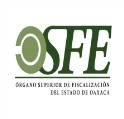 OSFE
ÓRGANO SUPERIOR DE FISCALIZACIÓN
DEL ESTADO DE OAXACA